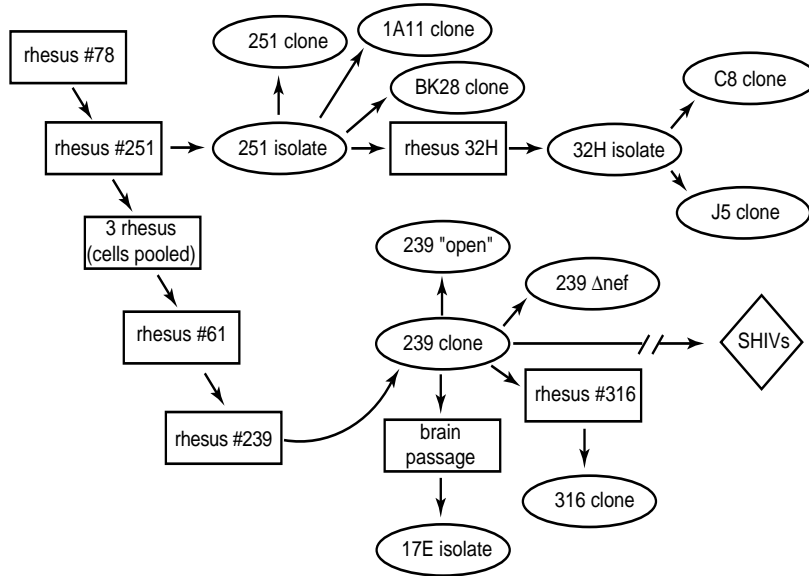 rhesus #78
251 clone
1A11 clone
BK28 clone
C8 clone
rhesus #251
251 isolate
rhesus 32H
32H isolate
J5 clone
3 rhesus
(cells pooled)
239 "open"
239 Δnef
rhesus #61
239 clone
SHIVs
rhesus #316
rhesus #239
brain
passage
316 clone
17E isolate